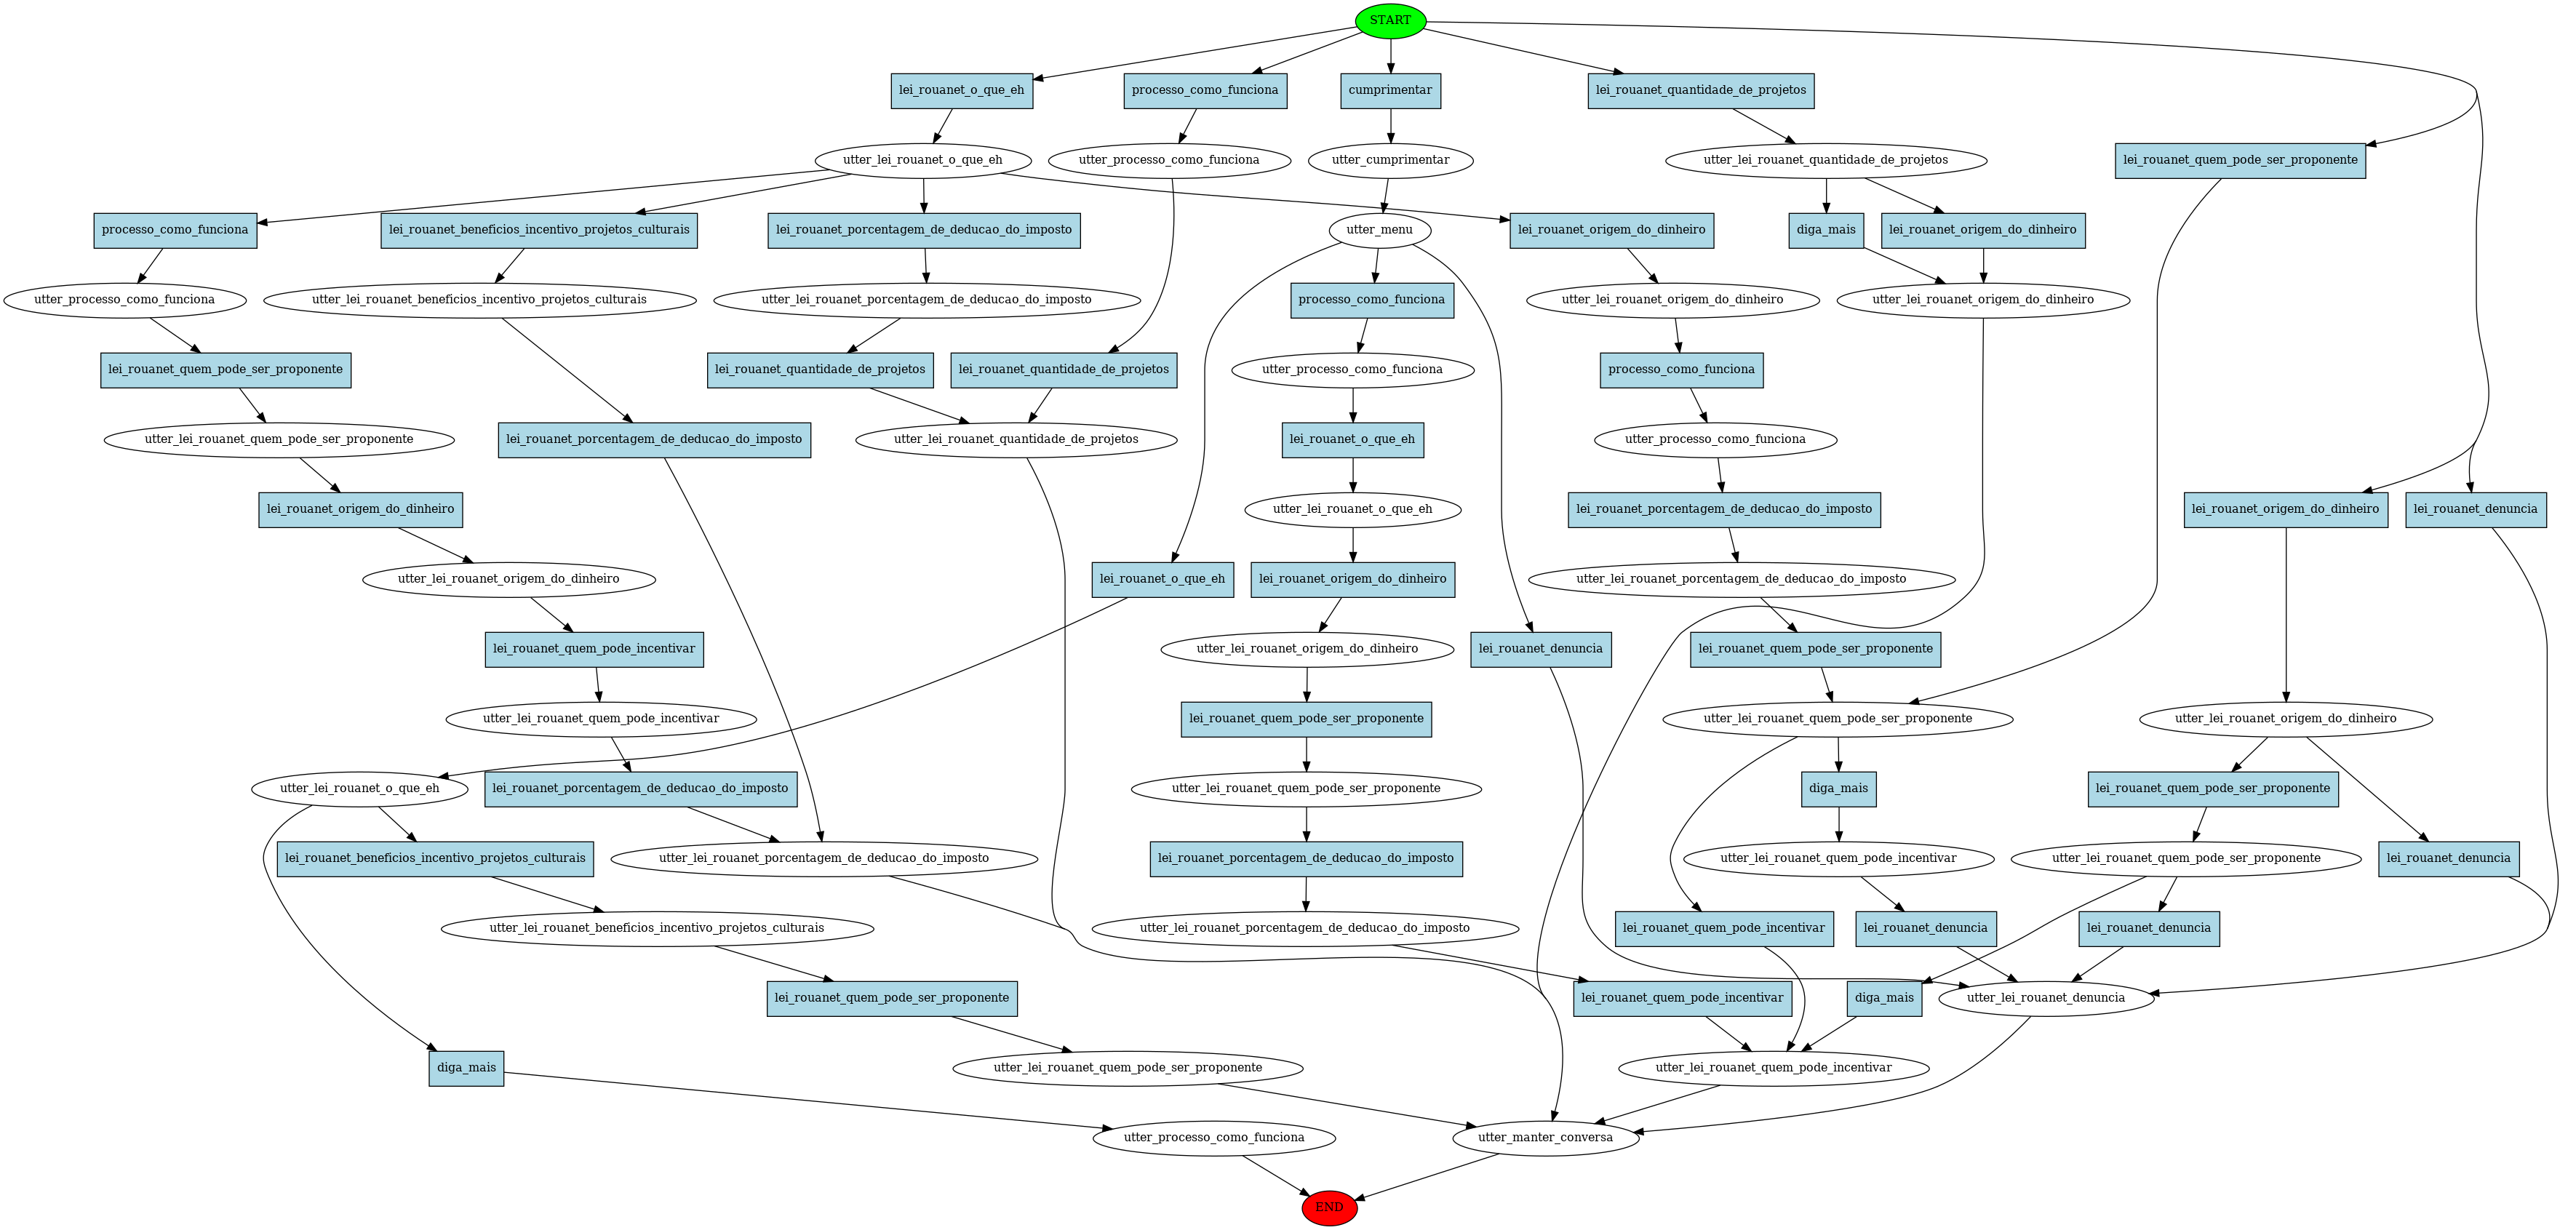 START
lei_rouanet_o_que_eh
processo_como_funciona
cumprimentar
lei_rouanet_quantidade_de_projetos
utter_lei_rouanet_o_que_eh
utter_processo_como_funciona
utter_cumprimentar
utter_lei_rouanet_quantidade_de_projetos
lei_rouanet_quem_pode_ser_proponente
processo_como_funciona
lei_rouanet_beneficios_incentivo_projetos_culturais
lei_rouanet_porcentagem_de_deducao_do_imposto
utter_menu
lei_rouanet_origem_do_dinheiro
diga_mais
lei_rouanet_origem_do_dinheiro
utter_processo_como_funciona
utter_lei_rouanet_beneficios_incentivo_projetos_culturais
utter_lei_rouanet_porcentagem_de_deducao_do_imposto
processo_como_funciona
utter_lei_rouanet_origem_do_dinheiro
utter_lei_rouanet_origem_do_dinheiro
lei_rouanet_quem_pode_ser_proponente
lei_rouanet_quantidade_de_projetos
lei_rouanet_quantidade_de_projetos
utter_processo_como_funciona
processo_como_funciona
utter_lei_rouanet_quem_pode_ser_proponente
lei_rouanet_porcentagem_de_deducao_do_imposto
utter_lei_rouanet_quantidade_de_projetos
lei_rouanet_o_que_eh
utter_processo_como_funciona
lei_rouanet_origem_do_dinheiro
utter_lei_rouanet_o_que_eh
lei_rouanet_porcentagem_de_deducao_do_imposto
lei_rouanet_origem_do_dinheiro
lei_rouanet_denuncia
utter_lei_rouanet_origem_do_dinheiro
lei_rouanet_o_que_eh
lei_rouanet_origem_do_dinheiro
utter_lei_rouanet_porcentagem_de_deducao_do_imposto
lei_rouanet_quem_pode_incentivar
utter_lei_rouanet_origem_do_dinheiro
lei_rouanet_denuncia
lei_rouanet_quem_pode_ser_proponente
utter_lei_rouanet_quem_pode_incentivar
lei_rouanet_quem_pode_ser_proponente
utter_lei_rouanet_quem_pode_ser_proponente
utter_lei_rouanet_origem_do_dinheiro
utter_lei_rouanet_o_que_eh
lei_rouanet_porcentagem_de_deducao_do_imposto
utter_lei_rouanet_quem_pode_ser_proponente
diga_mais
lei_rouanet_quem_pode_ser_proponente
lei_rouanet_beneficios_incentivo_projetos_culturais
utter_lei_rouanet_porcentagem_de_deducao_do_imposto
lei_rouanet_porcentagem_de_deducao_do_imposto
utter_lei_rouanet_quem_pode_incentivar
utter_lei_rouanet_quem_pode_ser_proponente
lei_rouanet_denuncia
utter_lei_rouanet_beneficios_incentivo_projetos_culturais
utter_lei_rouanet_porcentagem_de_deducao_do_imposto
lei_rouanet_quem_pode_incentivar
lei_rouanet_denuncia
lei_rouanet_denuncia
lei_rouanet_quem_pode_ser_proponente
lei_rouanet_quem_pode_incentivar
diga_mais
utter_lei_rouanet_denuncia
diga_mais
utter_lei_rouanet_quem_pode_ser_proponente
utter_lei_rouanet_quem_pode_incentivar
utter_processo_como_funciona
utter_manter_conversa
END